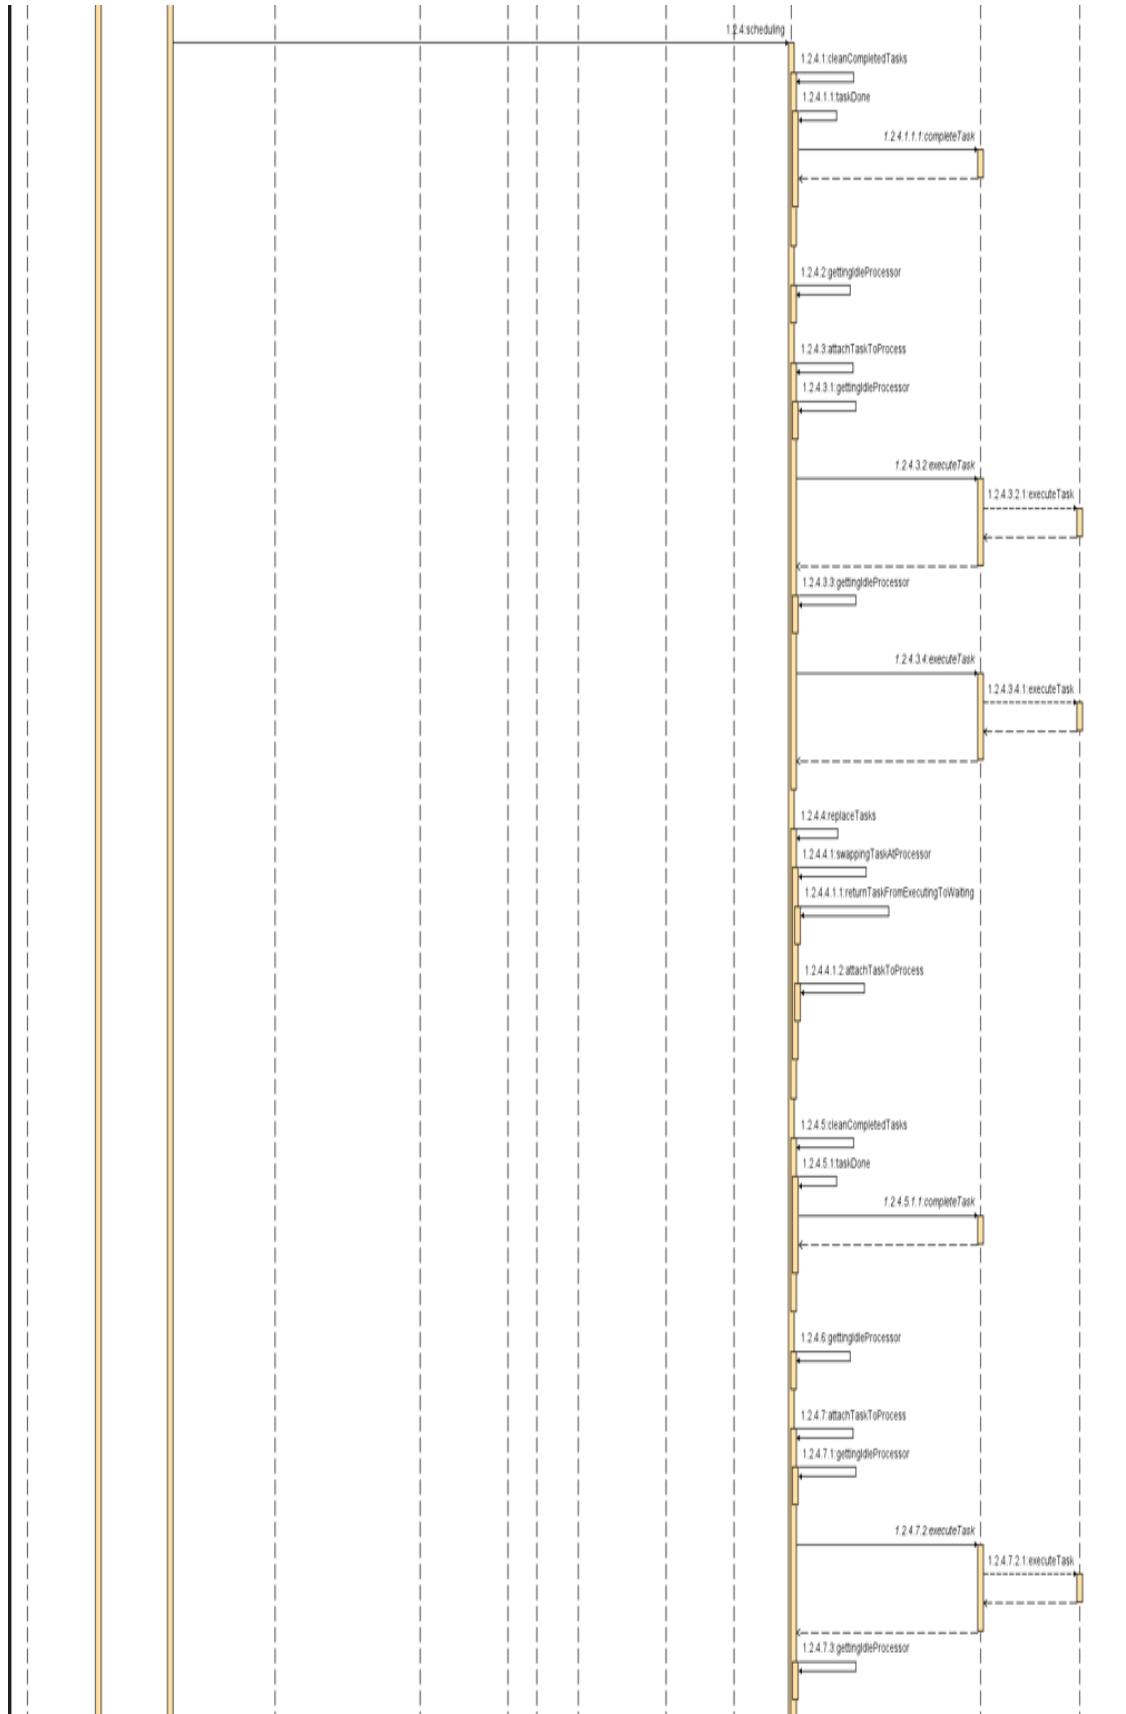 1.2.4:scheduling
1.2.4.1:cleanCompletedTasks
1.2.4.1.1:taskDone
1.2.4.1.1.1:completeTask
1.2.4.2:gettingIdleProcessor
1.2.4.3:attachTaskToProcess
1.2.4.3.1:gettingIdleProcessor
1.2.4.3.2:executeTask
1.2.4.3.2.1:executeTask
1.2.4.3.3:gettingIdleProcessor
1.2.4.3.4:executeTask
1.2.4.3.4.1:executeTask
1.2.4.4:replaceTasks
1.2.4.4.1:swappingTaskAtProcessor
1.2.4.4.1.1:returnTaskFromExecutingToWaiting
1.2.4.4.1.2:attachTaskToProcess
1.2.4.5:cleanCompletedTasks
1.2.4.5.1:taskDone
1.2.4.5.1.1:completeTask
1.2.4.6:gettingIdleProcessor
1.2.4.7:attachTaskToProcess
1.2.4.7.1:gettingIdleProcessor
1.2.4.7.2:executeTask
1.2.4.7.2.1:executeTask
1.2.4.7.3:gettingIdleProcessor